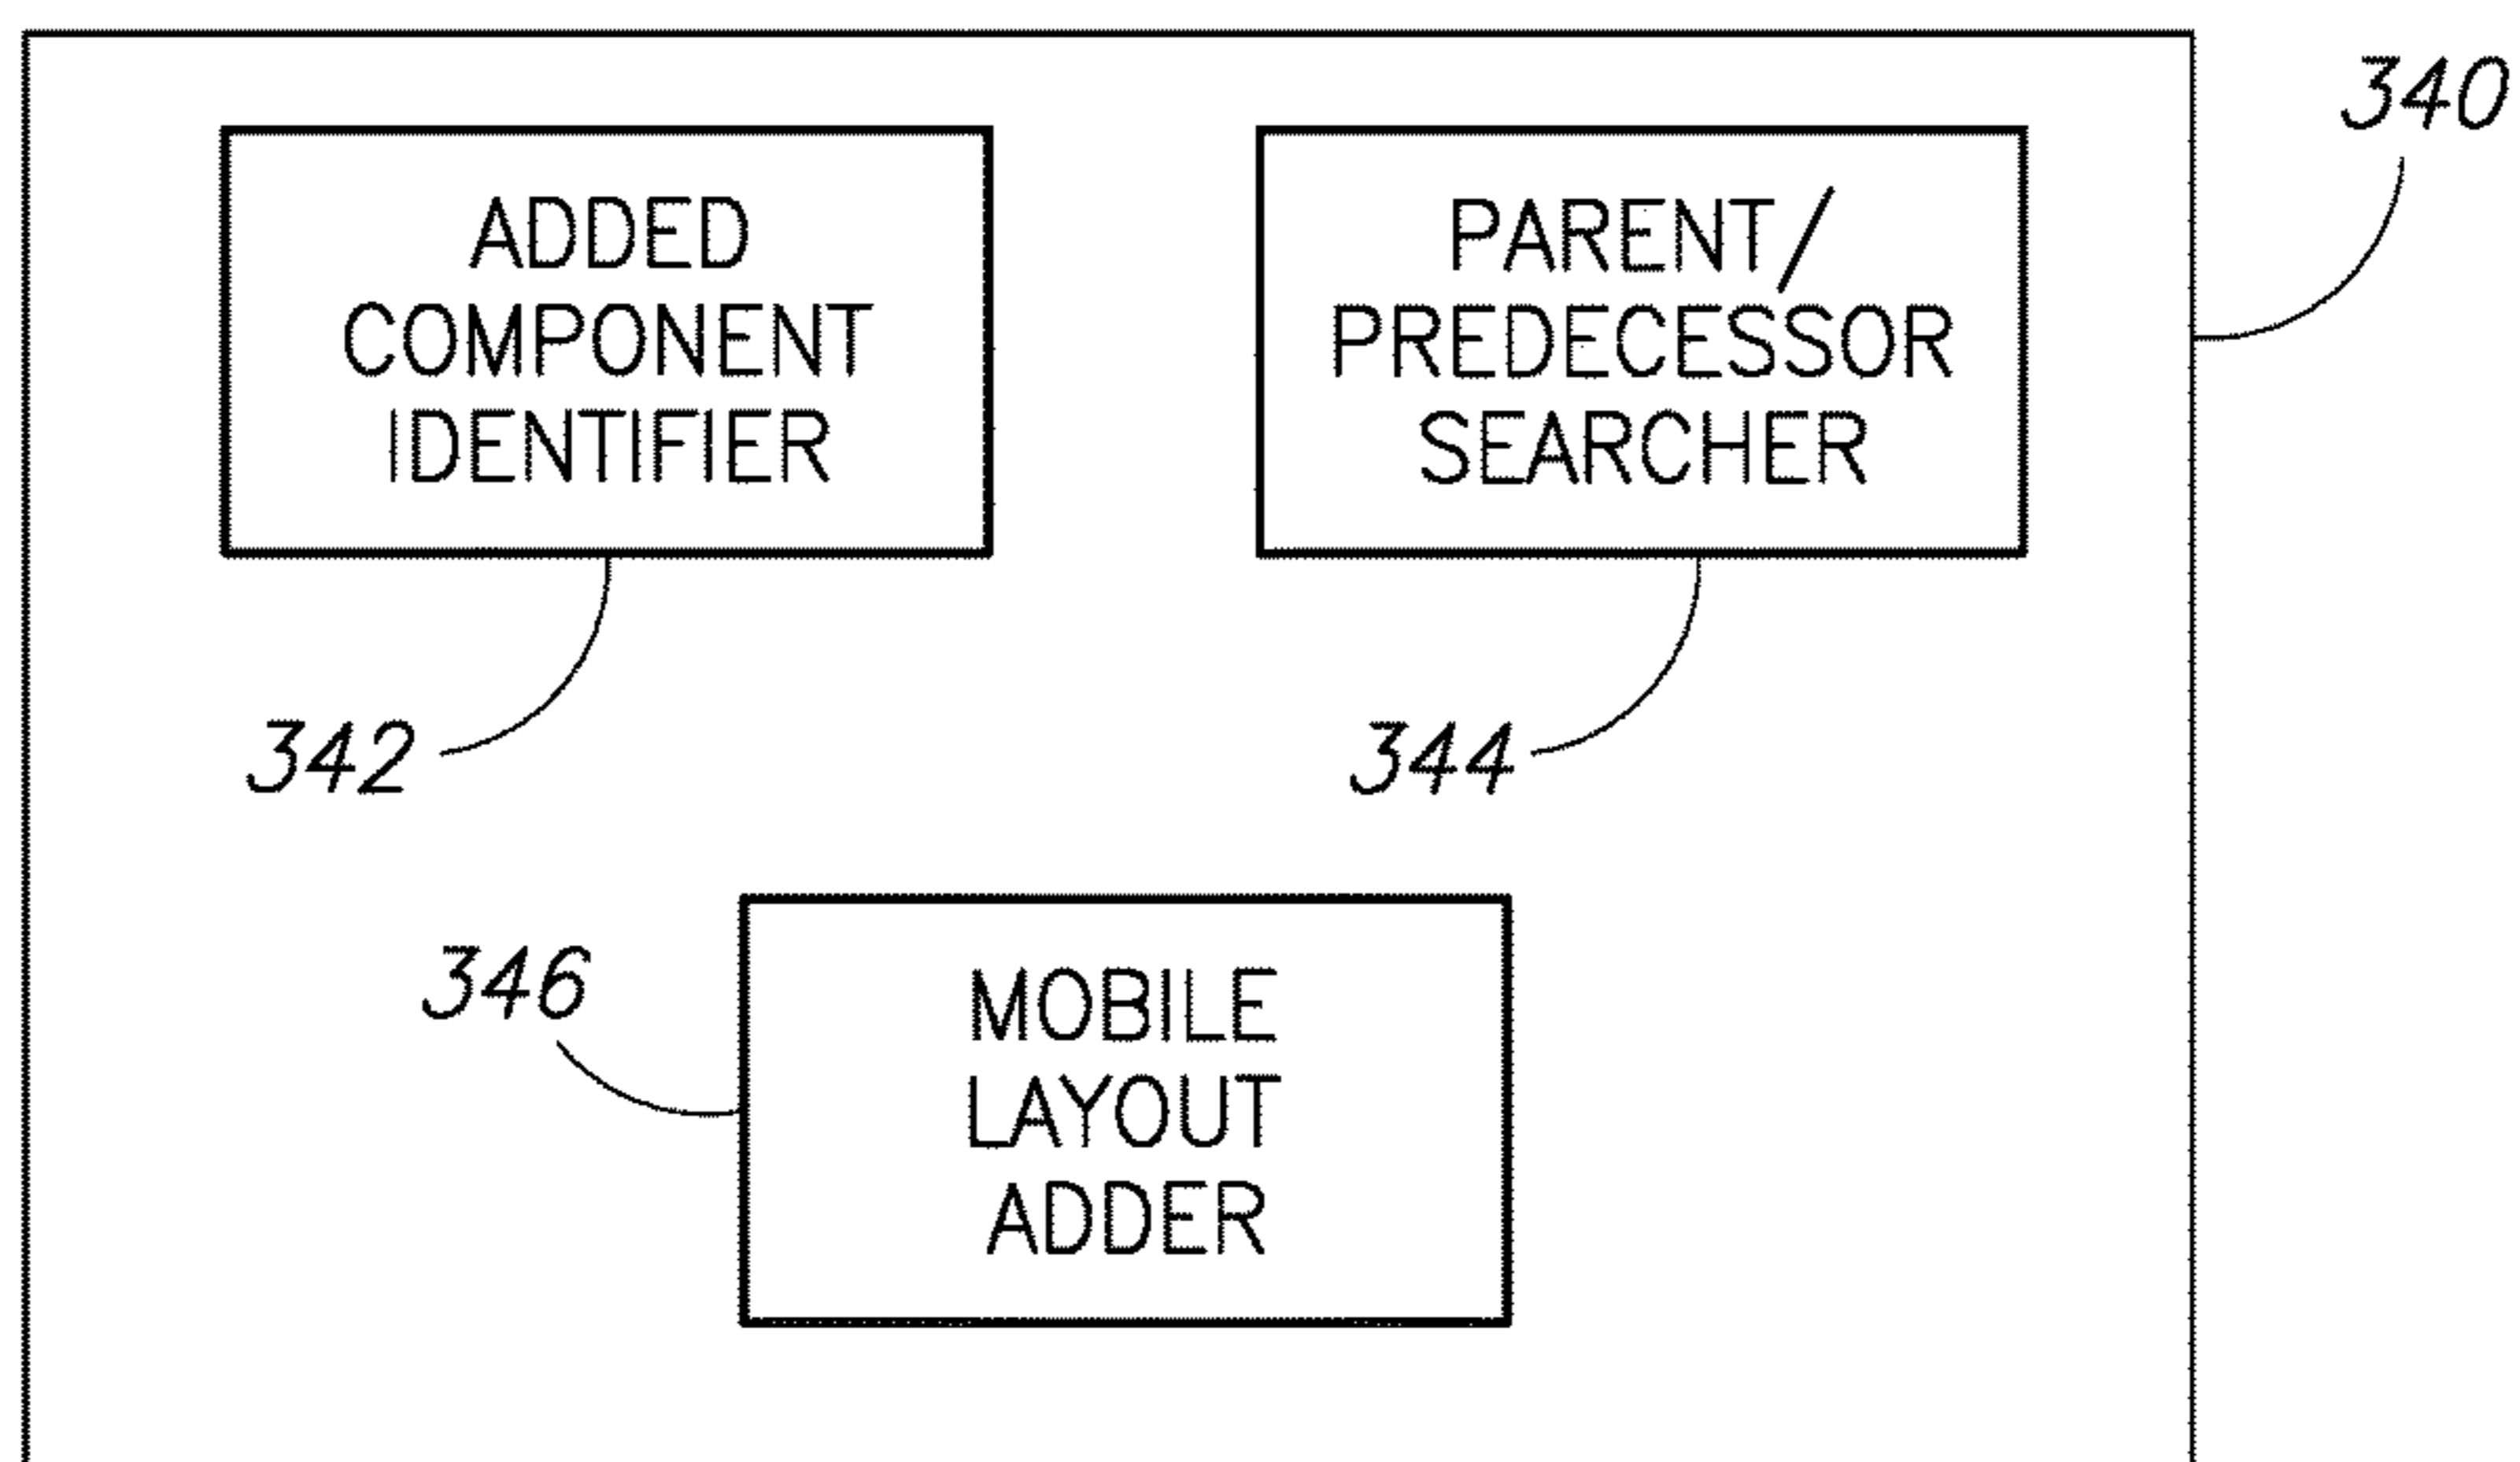 340
ADDED
COMPONENT
IDENTIFIER
PARENT/
PREDECESSOR
SEARCHER
342
344
346
MOBILE
LAYOUT
ADDER